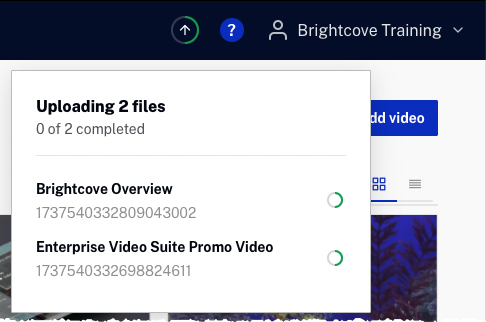 ?
Brightcove Training
Uploading 2 files
0 of 2 completed
dd video
Brightcove Overview
1737540332809043002
Enterprise Video Suite Promo Video
1737540332698824611